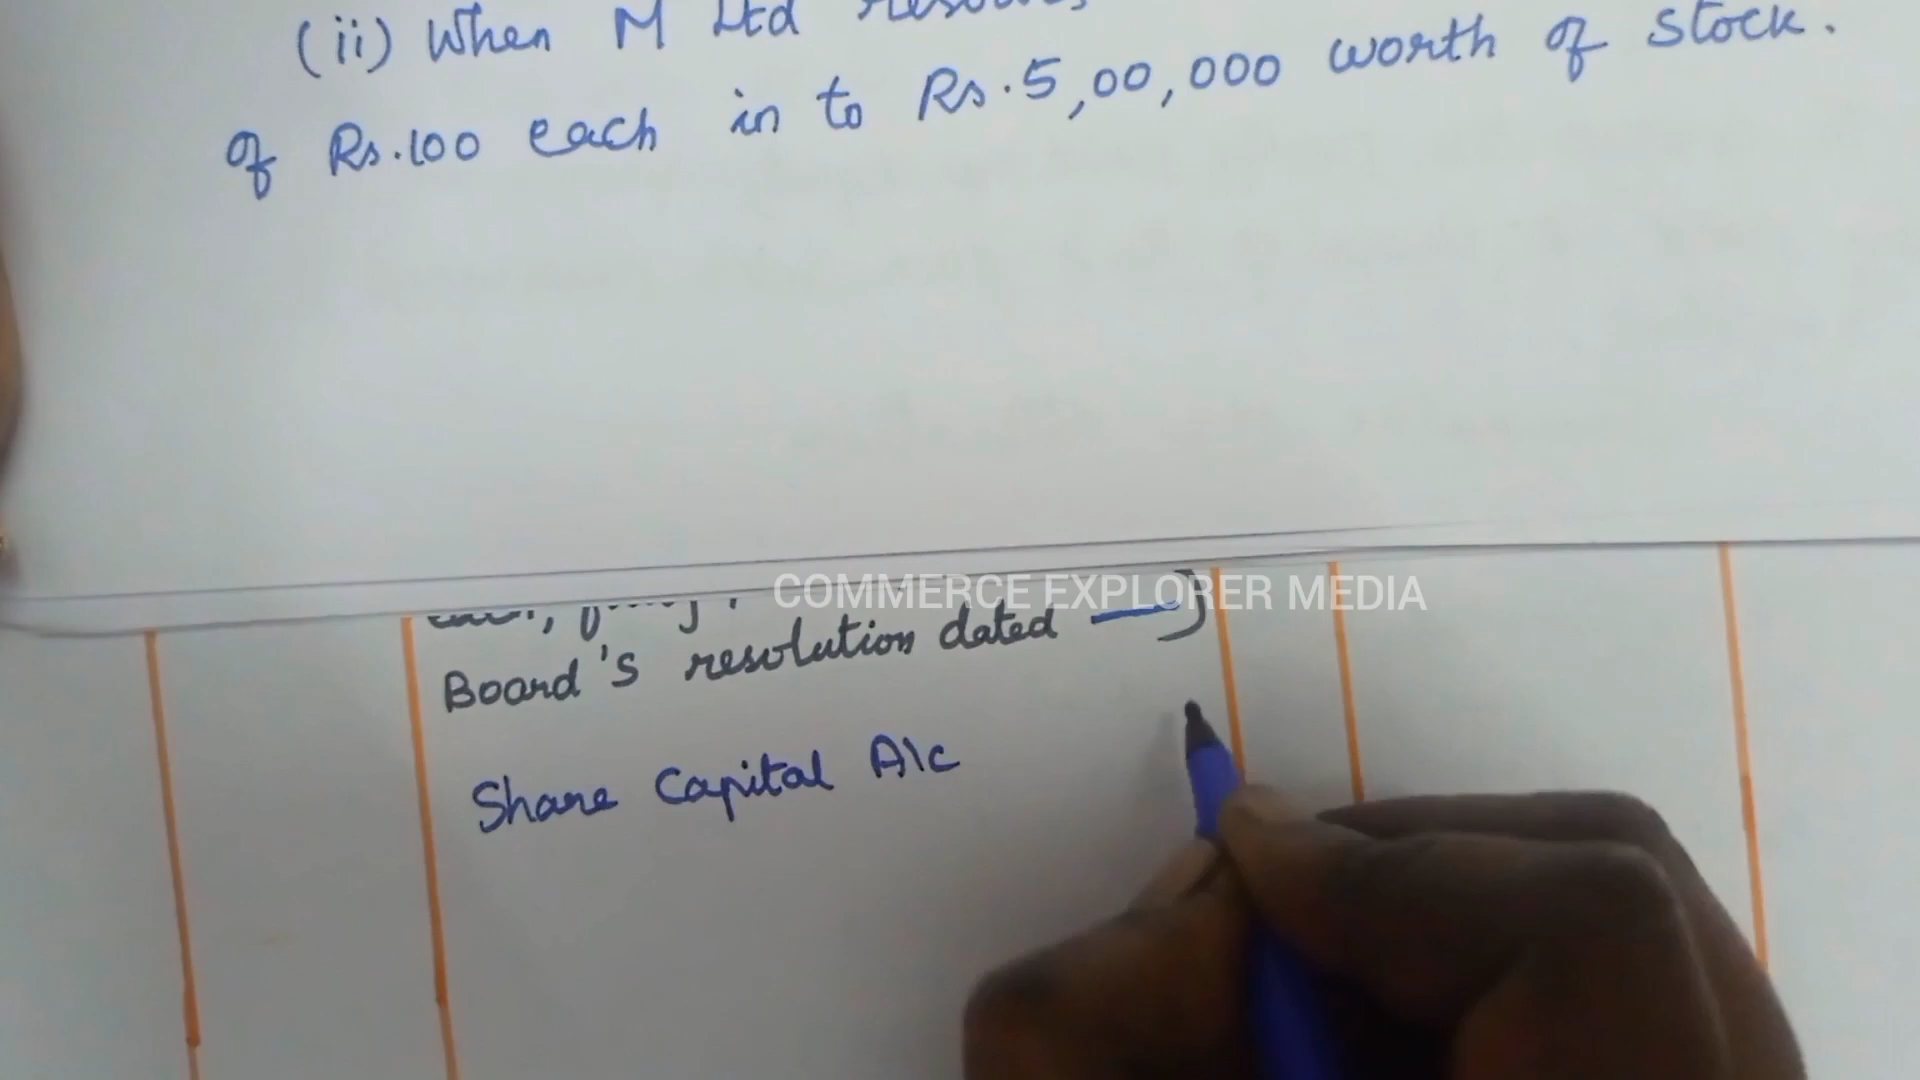 (ii) When M Ltd
of Rs.100 each in to Rs.5,00,000 worth of stock.
COMMERCE EXPLORER MEDIA
Board's resolution dated —
Share Capital A\c